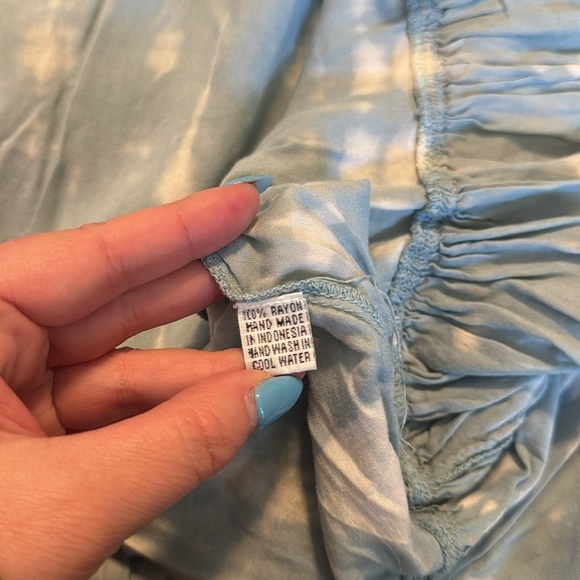 100% RAYON
HAND MADE
IN INDONESIA
HAND WASH IN
COOL WATER